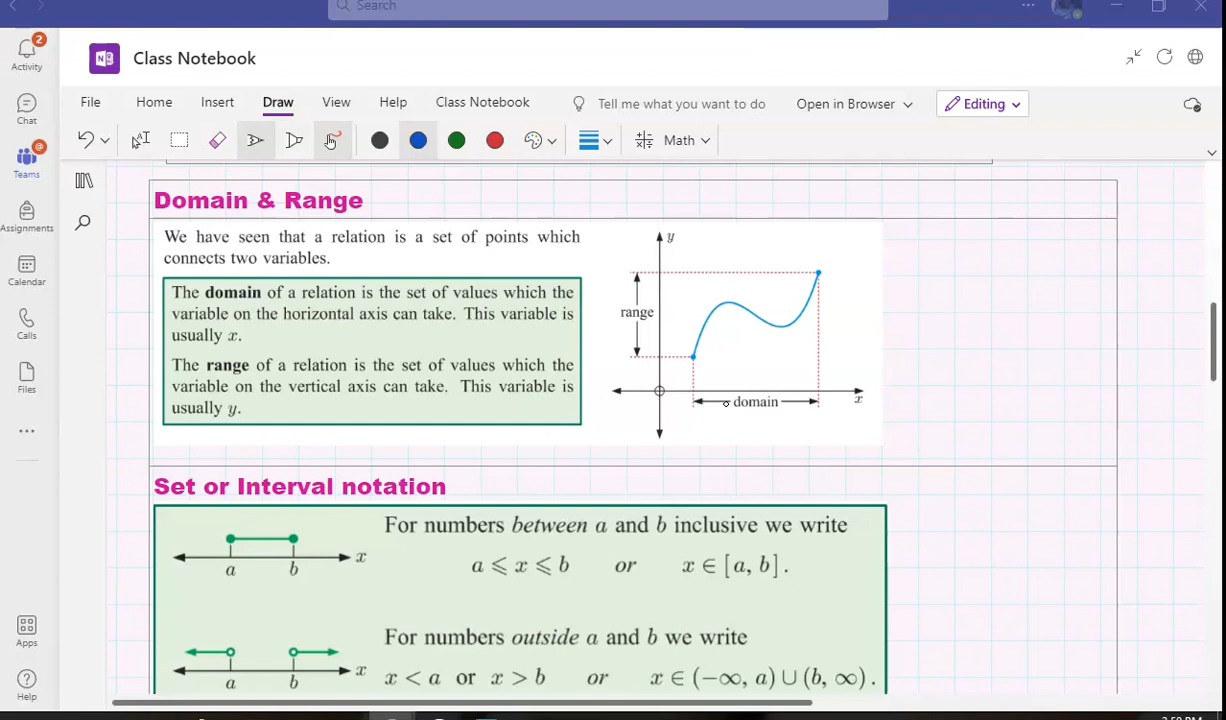 Search
2
Activity
Chat
@
Teams
Assignments
Calendar
Calls
Files
Apps
Help
N
Class Notebook
File Home Insert Draw View Help Class Notebook Tell me what you want to do Open in Browser Editing
Math
Domain & Range
We have seen that a relation is a set of points which
connects two variables.
The domain of a relation is the set of values which the
variable on the horizontal axis can take. This variable is
usually x.
The range of a relation is the set of values which the
variable on the vertical axis can take. This variable is
usually y.
y
range
domain
x
Set or Interval notation
a b x
For numbers between a and b inclusive we write
a ⩽ x ⩽ b or x ∈ [a, b].
a b x
For numbers outside a and b we write
x < a or x > b or x ∈ (−∞, a) ∪ (b, ∞).